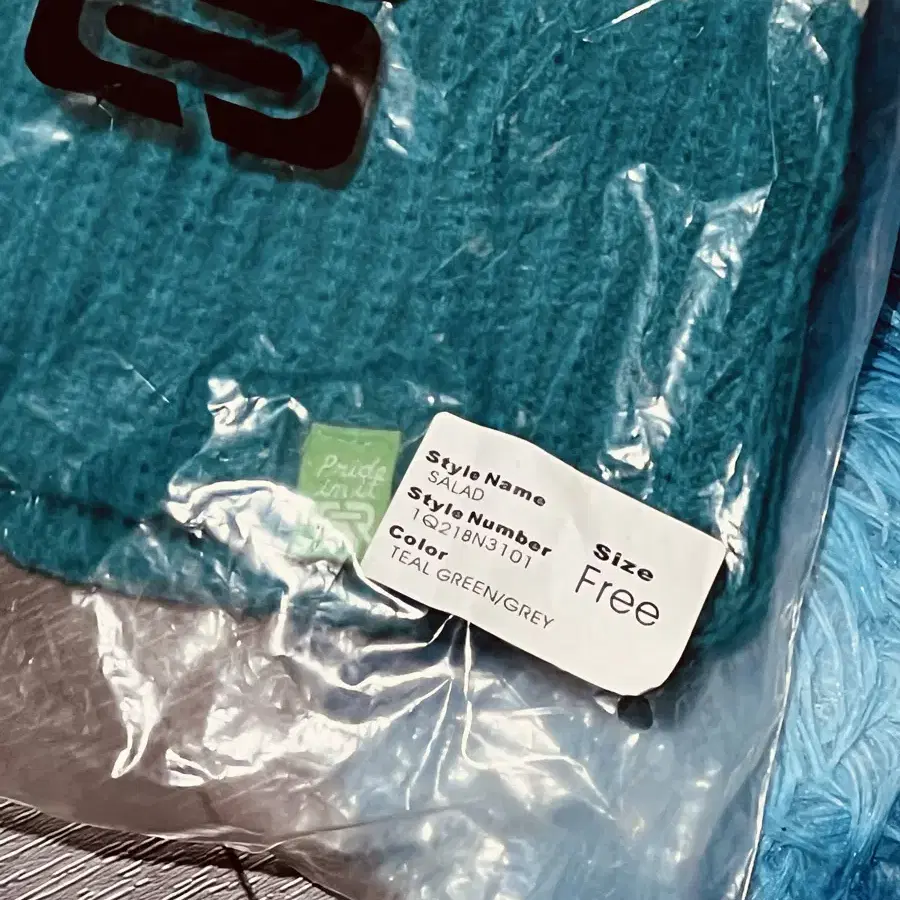 Pride
in it
Style Name
SALAD
Style Number
1Q218N3101
Color
TEAL GREEN/GREY
Size
Free